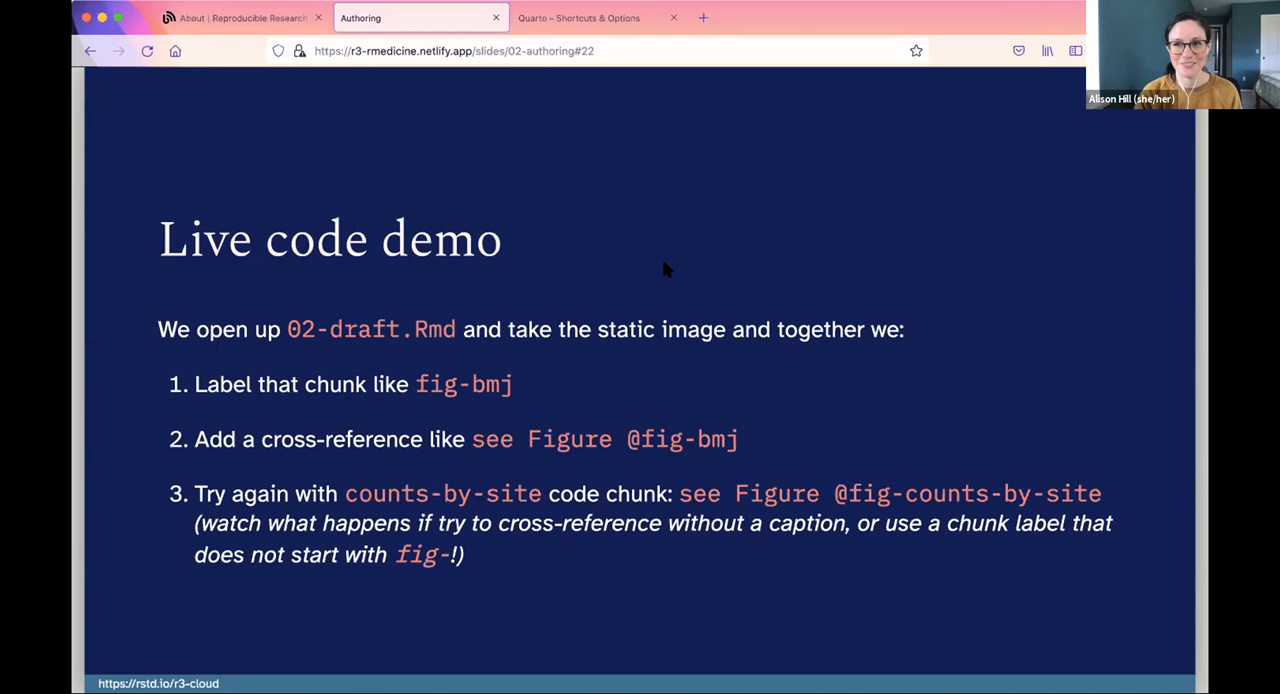 About | Reproducible Research
Authoring
Quarto – Shortcuts & Options
https://r3-rmedicine.netlify.app/slides/02-authoring#22
Alison Hill (she/her)
Live code demo
We open up 02-draft.Rmd and take the static image and together we:
1. Label that chunk like fig-bmj
2. Add a cross-reference like see Figure @fig-bmj
3. Try again with counts-by-site code chunk: see Figure @fig-counts-by-site
(watch what happens if try to cross-reference without a caption, or use a chunk label that
does not start with fig-!)
https://rstd.io/r3-cloud